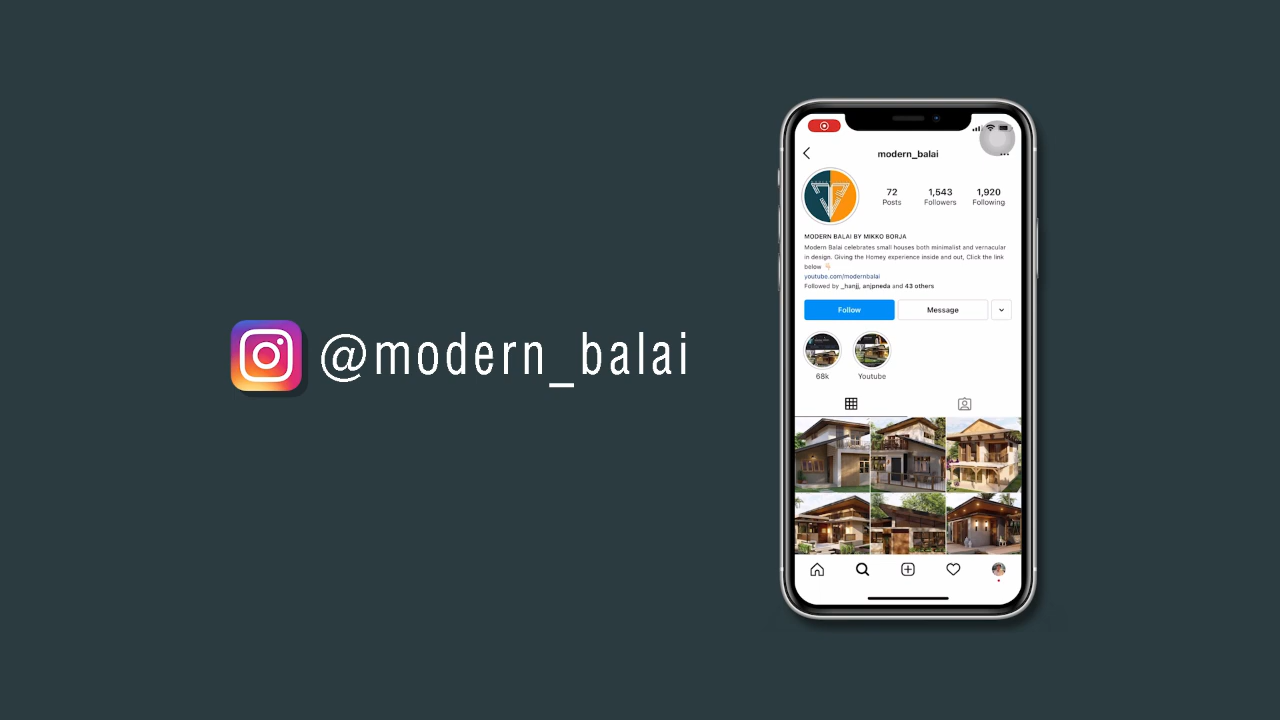 @modern_balai
modern_balai
72
Posts
1,543
Followers
1,920
Following
MODERN BALAI BY MIKKO BORJA
Modern Balai celebrates small houses both minimalist and vernacular
in design. Giving the Homey experience inside and out, Click the link
below 👇🏻
youtube.com/modernbalai
Followed by _hanjj, anjpneda and 43 others
Follow
Message
68k
Youtube